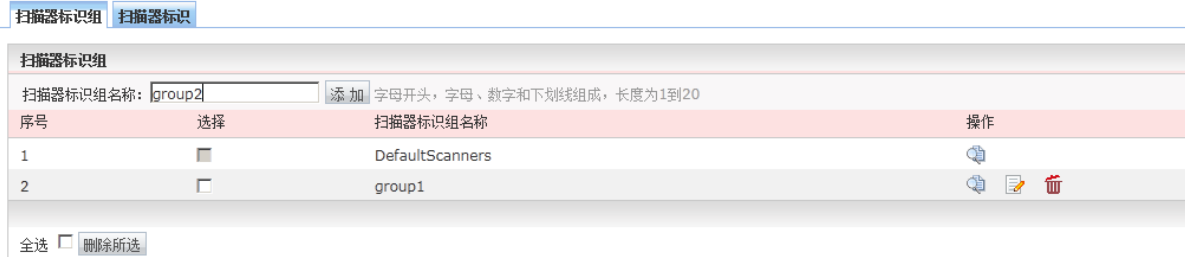 扫描器标识组 扫描器标识
扫描器标识组
扫描器标识组名称: group2 添 加 字母开头，字母、数字和下划线组成，长度为1到20
序号 选择 扫描器标识组名称 操作
1 DefaultScanners
2 group1
全选 删除所选